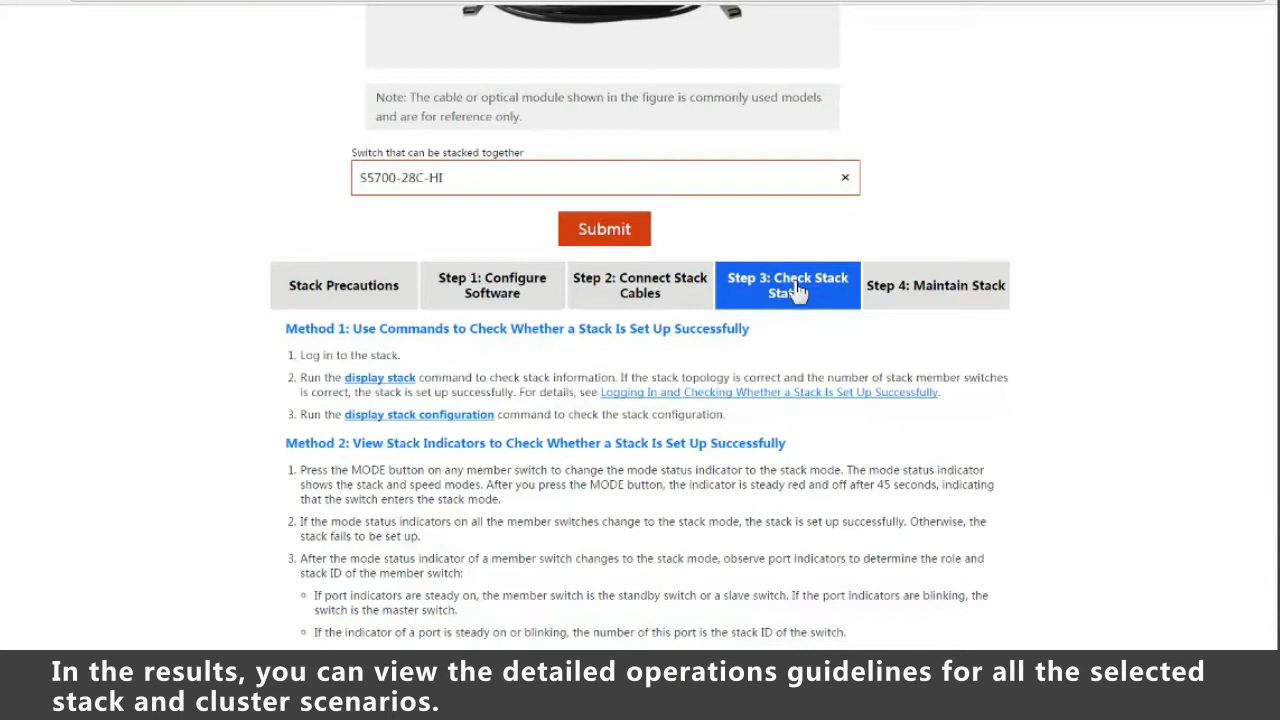 Note: The cable or optical module shown in the figure is commonly used models
and are for reference only.
Switch that can be stacked together
S5700-28C-HI ×
Submit
Stack Precautions
Step 1: Configure
Software
Step 2: Connect Stack
Cables
Step 3: Check Stack
Step 4: Maintain Stack
Method 1: Use Commands to Check Whether a Stack Is Set Up Successfully
1. Log in to the stack.
2. Run the display stack command to check stack information. If the stack topology is correct and the number of stack member switches
is correct, the stack is set up successfully. For details, see Logging In and Checking Whether a Stack Is Set Up Successfully.
3. Run the display stack configuration command to check the stack configuration.
Method 2: View Stack Indicators to Check Whether a Stack Is Set Up Successfully
1. Press the MODE button on any member switch to change the mode status indicator to the stack mode. The mode status indicator
shows the stack and speed modes. After you press the MODE button, the indicator is steady red and off after 45 seconds, indicating
that the switch enters the stack mode.
2. If the mode status indicators on all the member switches change to the stack mode, the stack is set up successfully. Otherwise, the
stack fails to be set up.
3. After the mode status indicator of a member switch changes to the stack mode, observe port indicators to determine the role and
stack ID of the member switch:
If port indicators are steady on, the member switch is the standby switch or a slave switch. If the port indicators are blinking, the
switch is the master switch.
If the indicator of a port is steady on or blinking, the number of this port is the stack ID of the switch.
In the results, you can view the detailed operations guidelines for all the selected
stack and cluster scenarios.